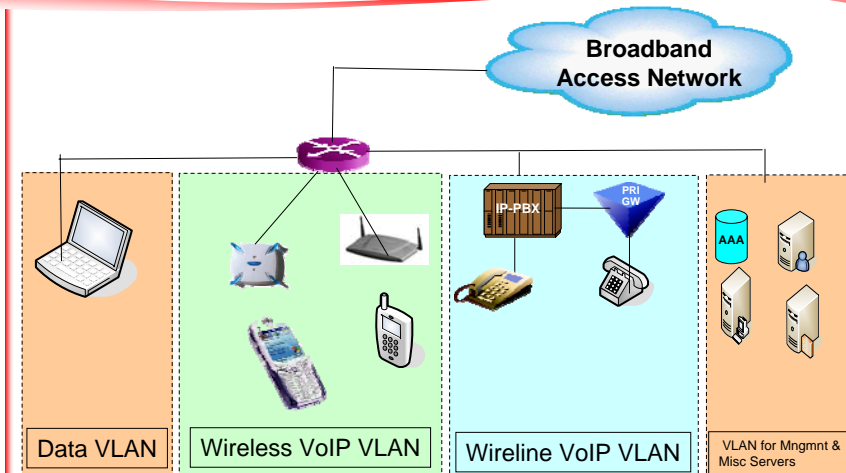 Broadband
Access Network
IP-PBX
PRI
GW
AAA
Data VLAN
Wireless VoIP VLAN
Wireline VoIP VLAN
VLAN for Mngmnt &
Misc Servers